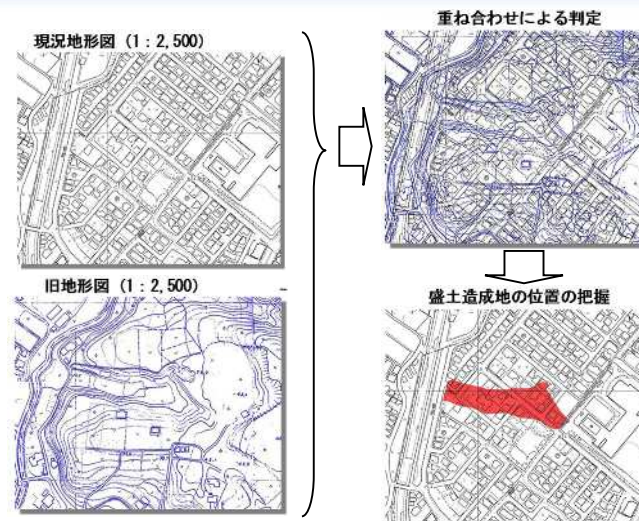 現況地形図（1：2,500）
旧地形図（1：2,500）
重ね合わせによる判定
盛土造成地の位置の把握